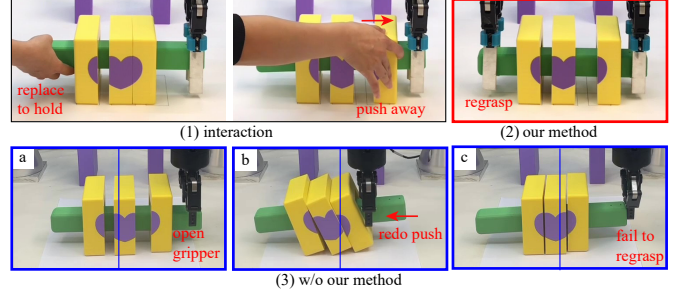 replace
to hold
push away
regrasp
(1) interaction
(2) our method
a
open
gripper
b
redo push
c
fail to
regrasp
(3) w/o our method